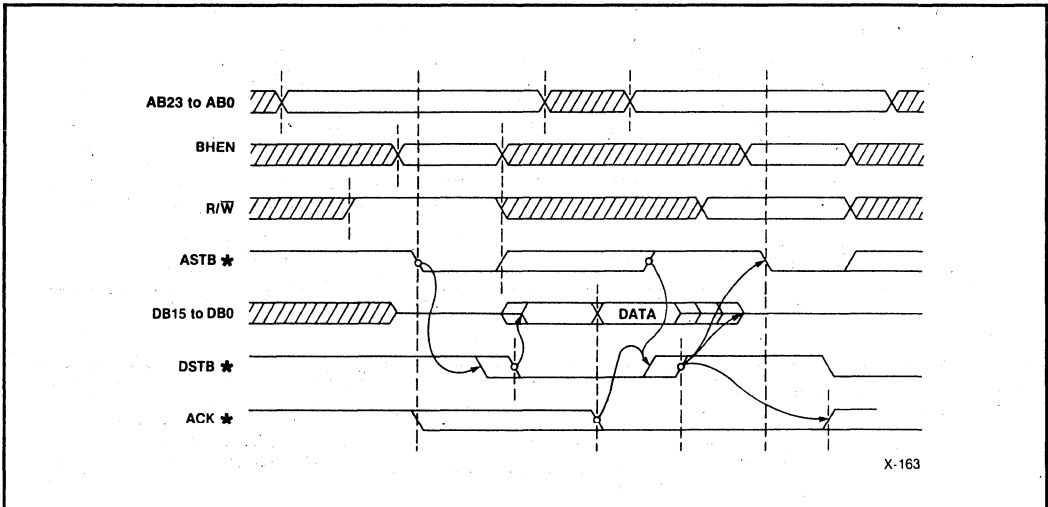 AB23 to AB0
BHEN
R/W̅
ASTB ★
DB15 to DB0
DATA
DSTB ★
ACK ★
X-163